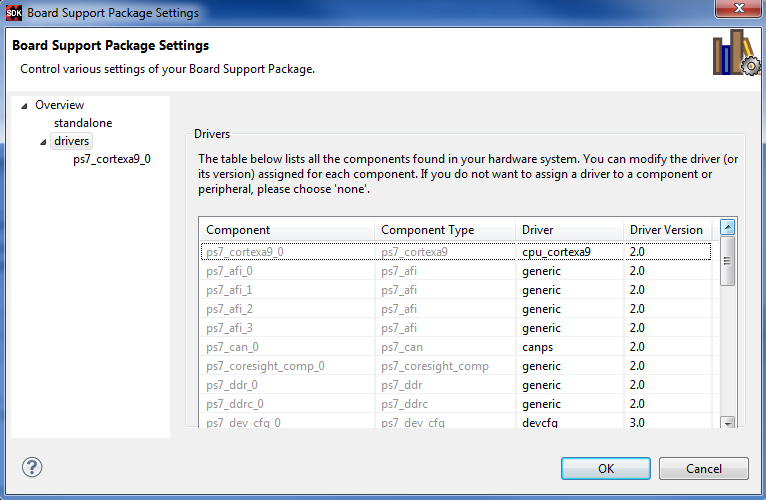 SDK Board Support Package Settings
Board Support Package Settings
Control various settings of your Board Support Package.
Overview
standalone
drivers
ps7_cortexa9_0
Drivers
The table below lists all the components found in your hardware system. You can modify the driver (or
its version) assigned for each component. If you do not want to assign a driver to a component or
peripheral, please choose 'none'.
Component Component Type Driver Driver Version
ps7_cortexa9_0 ps7_cortexa9 cpu_cortexa9 2.0
ps7_afi_0 ps7_afi generic 2.0
ps7_afi_1 ps7_afi generic 2.0
ps7_afi_2 ps7_afi generic 2.0
ps7_afi_3 ps7_afi generic 2.0
ps7_can_0 ps7_can canps 2.0
ps7_coresight_comp_0 ps7_coresight_comp generic 2.0
ps7_ddr_0 ps7_ddr generic 2.0
ps7_ddrc_0 ps7_ddrc generic 2.0
ps7_dev_cfg_0 ps7_dev_cfg devcfg 3.0
? OK Cancel